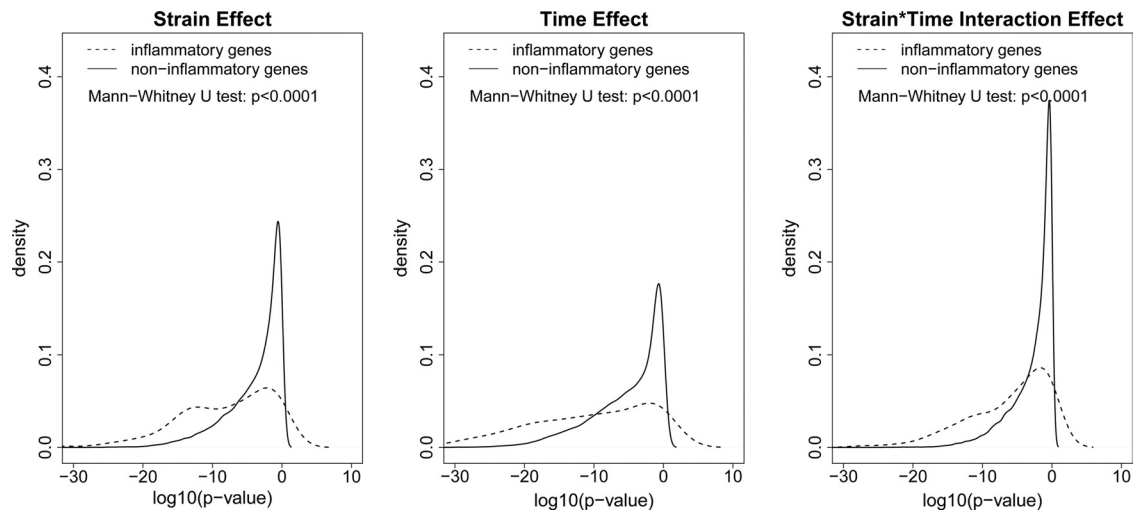 Strain Effect
inflammatory genes
non−inflammatory genes
Mann−Whitney U test: p<0.0001
density
0.4
0.3
0.2
0.1
0.0
−30 −20 −10 0 10
log10(p−value)
Time Effect
inflammatory genes
non−inflammatory genes
Mann−Whitney U test: p<0.0001
density
0.4
0.3
0.2
0.1
0.0
−30 −20 −10 0 10
log10(p−value)
Strain*Time Interaction Effect
inflammatory genes
non−inflammatory genes
Mann−Whitney U test: p<0.0001
density
0.4
0.3
0.2
0.1
0.0
−30 −20 −10 0 10
log10(p−value)